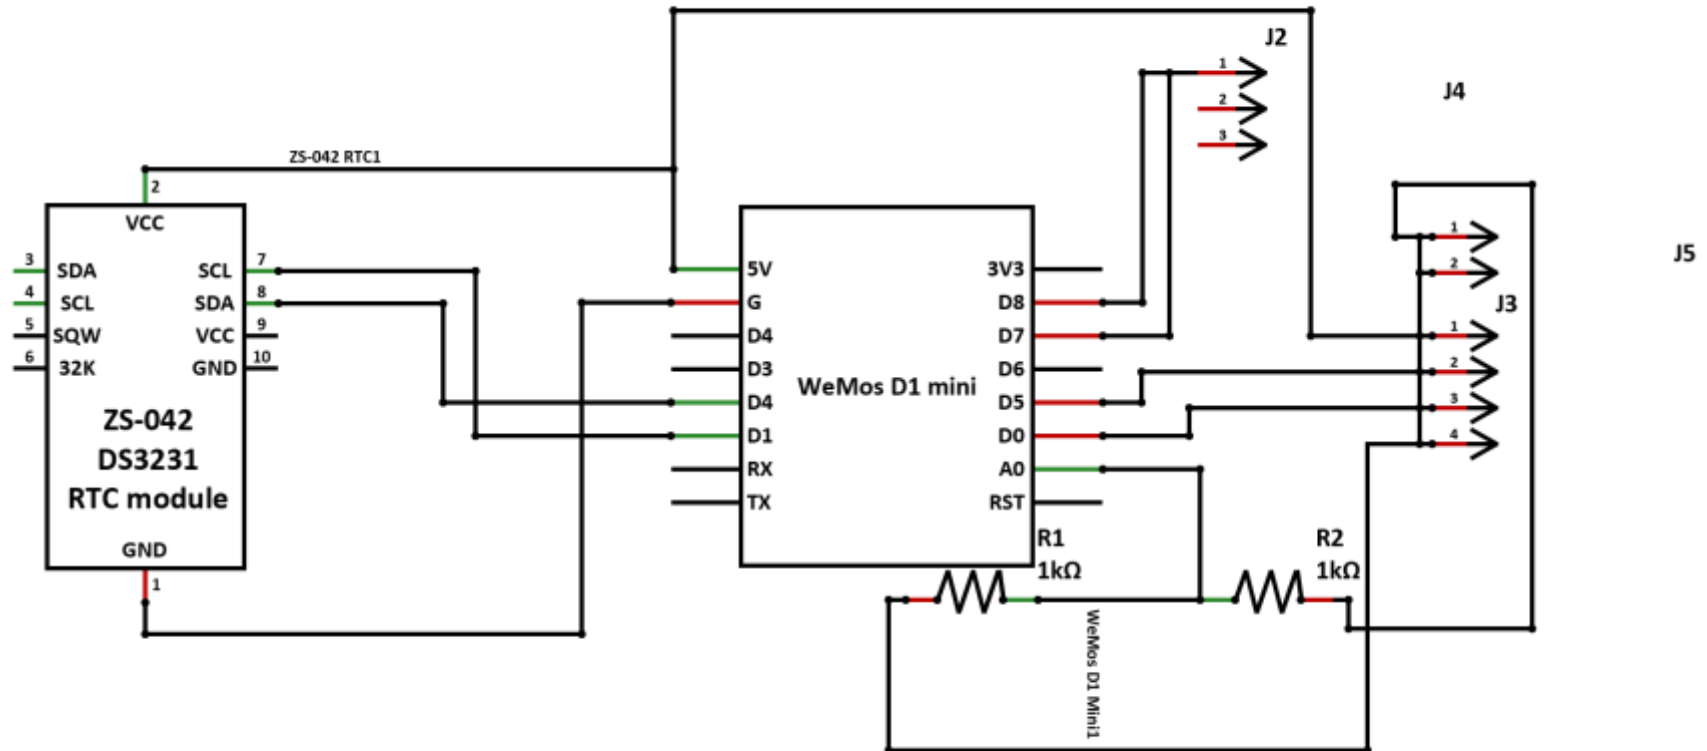 J2
1
2
3
J4
ZS-042 RTC1
2
VCC
3 SDA
4 SCL
5 SQW
6 32K
SCL 7
SDA 8
VCC 9
GND 10
ZS-042
DS3231
RTC module
GND
1
5V
G
D4
D3
D4
D1
RX
TX
WeMos D1 mini
3V3
D8
D7
D6
D5
D0
A0
RST
1
2
J5
J3
1
2
3
4
R1
1kΩ
R2
1kΩ
WeMos D1 Mini1